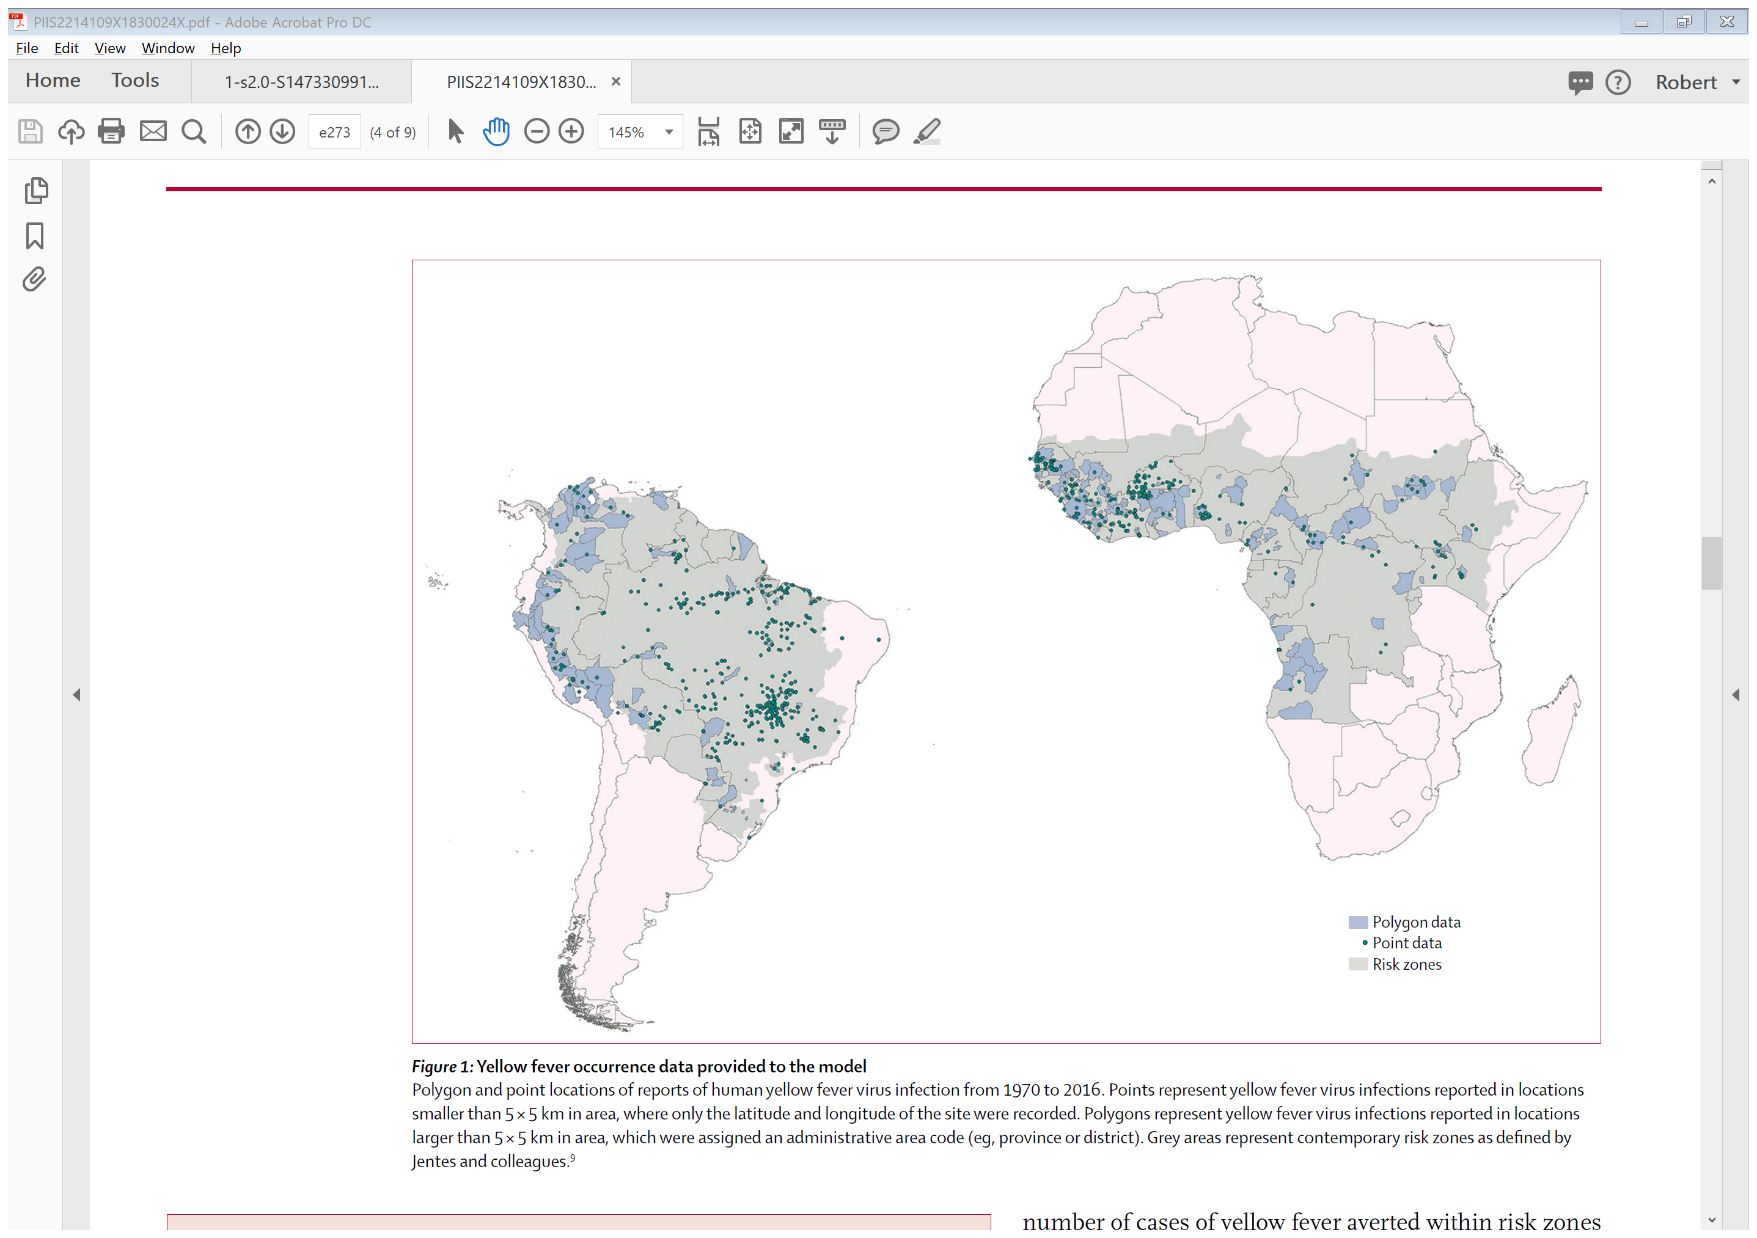 PIIS2214109X1830024X.pdf - Adobe Acrobat Pro DC
File Edit View Window Help
Home Tools 1-s2.0-S147330991... PIIS2214109X1830... × Robert
e273 (4 of 9) 145%
Polygon data
Point data
Risk zones
Figure 1: Yellow fever occurrence data provided to the model
Polygon and point locations of reports of human yellow fever virus infection from 1970 to 2016. Points represent yellow fever virus infections reported in locations
smaller than 5 × 5 km in area, where only the latitude and longitude of the site were recorded. Polygons represent yellow fever virus infections reported in locations
larger than 5 × 5 km in area, which were assigned an administrative area code (eg, province or district). Grey areas represent contemporary risk zones as defined by
Jentes and colleagues.⁹
number of cases of yellow fever averted within risk zones